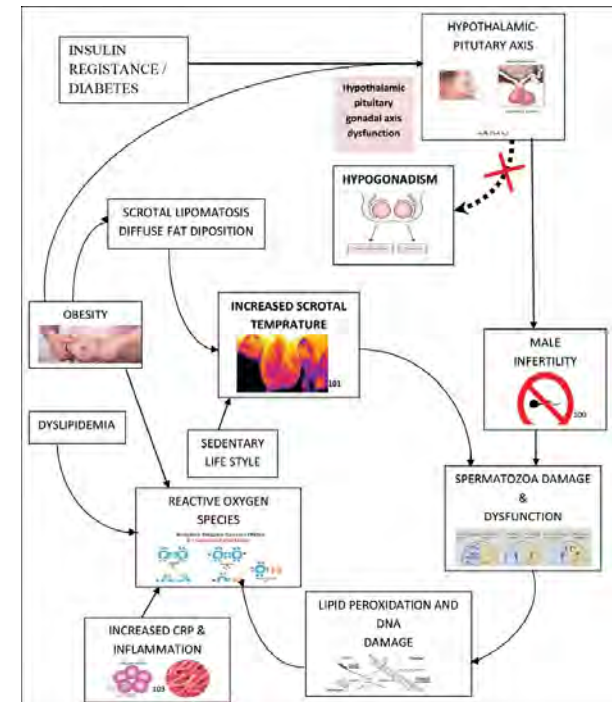 HYPOTHALAMIC-
PITUTARY AXIS
INSULIN
REGISTANCE /
DIABETES
Hypothalamic
pituitary
gonadal axis
dysfunction
HYPOGONADISM
SCROTAL LIPOMATOSIS
DIFFUSE FAT DIPOSITION
OBESITY
INCREASED SCROTAL
TEMPRATURE
101
MALE
INFERTILITY
100
DYSLIPIDEMIA
SEDENTARY
LIFE STYLE
SPERMATOZOA DAMAGE
&
DYSFUNCTION
REACTIVE OXYGEN
SPECIES
LIPID PEROXIDATION AND
DNA
DAMAGE
INCREASED CRP &
INFLAMMATION
103